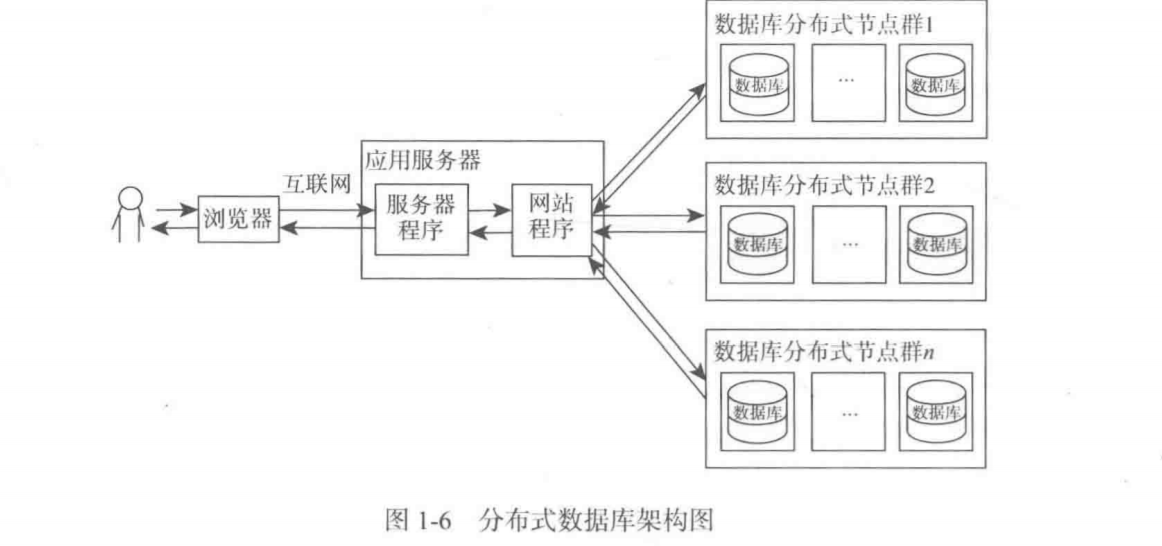 数据库分布式节点群1
数据库
...
数据库
应用服务器
互联网
浏览器
服务器
程序
网站
程序
数据库分布式节点群2
数据库
...
数据库
数据库分布式节点群n
数据库
...
数据库
图 1-6 分布式数据库架构图